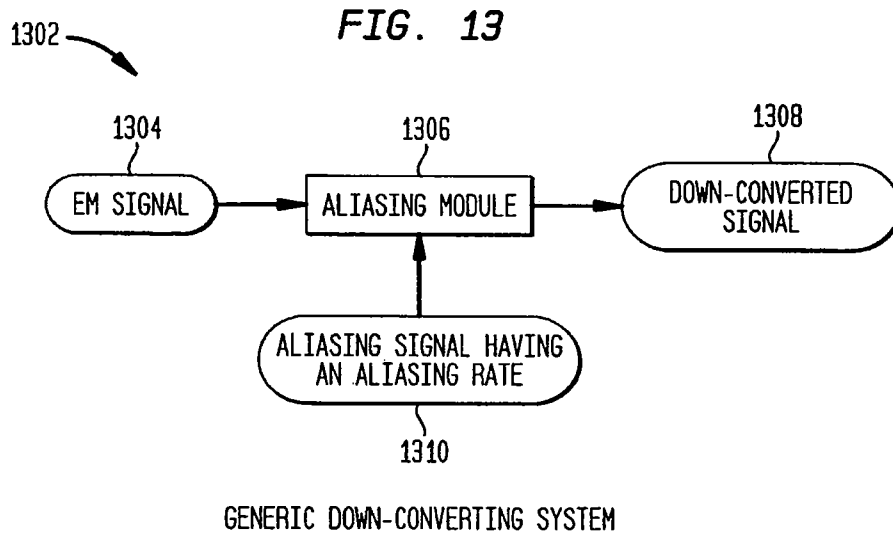 FIG. 13
1302
1304
1306
1308
EM SIGNAL
ALIASING MODULE
DOWN-CONVERTED
SIGNAL
ALIASING SIGNAL HAVING
AN ALIASING RATE
1310
GENERIC DOWN-CONVERTING SYSTEM